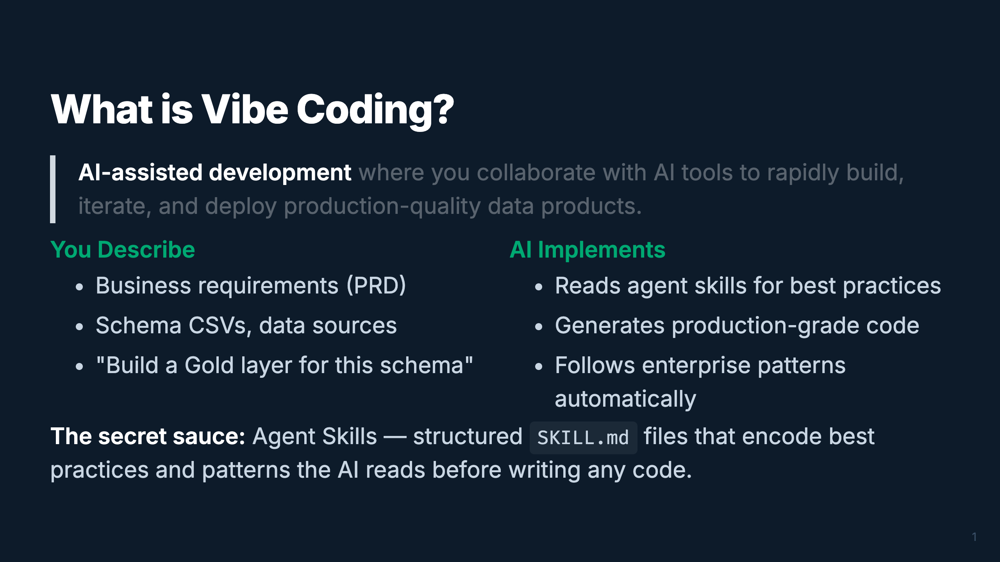 What is Vibe Coding?
AI-assisted development where you collaborate with AI tools to rapidly build,
iterate, and deploy production-quality data products.
You Describe
• Business requirements (PRD)
• Schema CSVs, data sources
• "Build a Gold layer for this schema"
AI Implements
• Reads agent skills for best practices
• Generates production-grade code
• Follows enterprise patterns
automatically
The secret sauce: Agent Skills — structured SKILL.md files that encode best
practices and patterns the AI reads before writing any code.
1